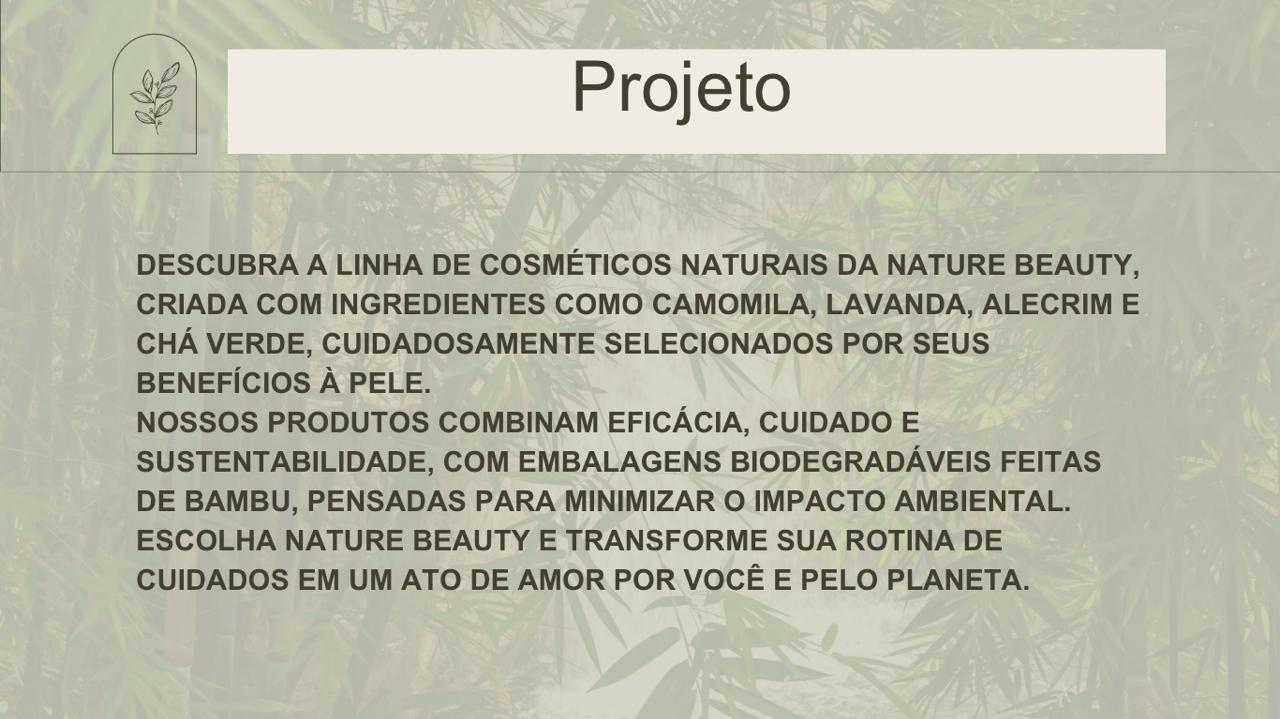 Projeto
DESCUBRA A LINHA DE COSMÉTICOS NATURAIS DA NATURE BEAUTY,
CRIADA COM INGREDIENTES COMO CAMOMILA, LAVANDA, ALECRIM E
CHÁ VERDE, CUIDADOSAMENTE SELECIONADOS POR SEUS
BENEFÍCIOS À PELE.
NOSSOS PRODUTOS COMBINAM EFICÁCIA, CUIDADO E
SUSTENTABILIDADE, COM EMBALAGENS BIODEGRADÁVEIS FEITAS
DE BAMBU, PENSADAS PARA MINIMIZAR O IMPACTO AMBIENTAL.
ESCOLHA NATURE BEAUTY E TRANSFORME SUA ROTINA DE
CUIDADOS EM UM ATO DE AMOR POR VOCÊ E PELO PLANETA.